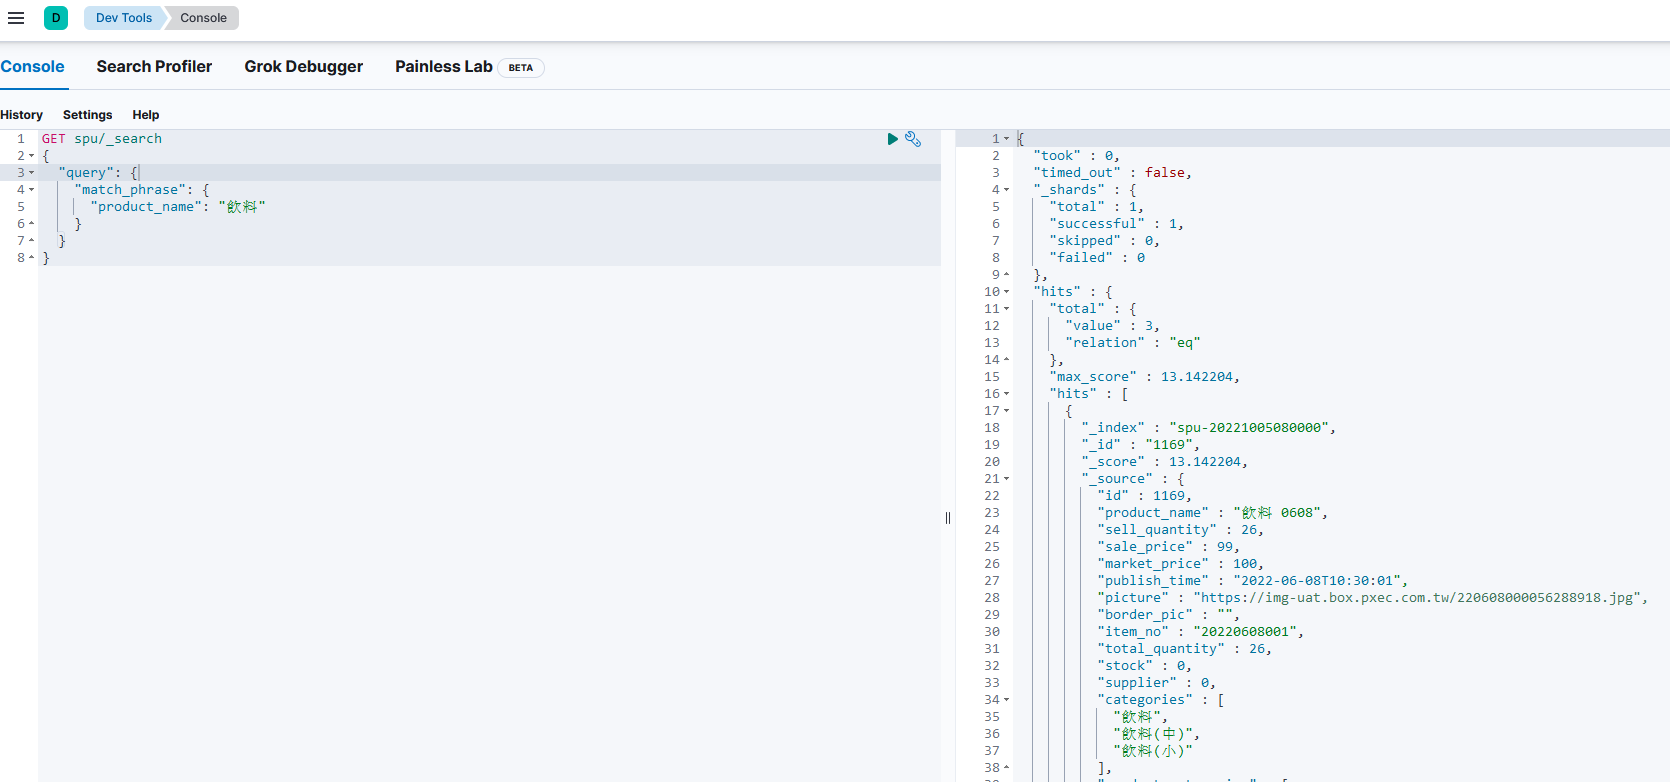 D Dev Tools Console
Console Search Profiler Grok Debugger Painless Lab BETA
History Settings Help
1 GET spu/_search
2 {
3 "query": {
4 "match_phrase": {
5 "product_name": "飲料"
6 }
7 }
8 }
1 {
2 "took" : 0,
3 "timed_out" : false,
4 "_shards" : {
5 "total" : 1,
6 "successful" : 1,
7 "skipped" : 0,
8 "failed" : 0
9 },
10 "hits" : {
11 "total" : {
12 "value" : 3,
13 "relation" : "eq"
14 },
15 "max_score" : 13.142204,
16 "hits" : [
17 {
18 "_index" : "spu-20221005080000",
19 "_id" : "1169",
20 "_score" : 13.142204,
21 "_source" : {
22 "id" : 1169,
23 "product_name" : "飲料 0608",
24 "sell_quantity" : 26,
25 "sale_price" : 99,
26 "market_price" : 100,
27 "publish_time" : "2022-06-08T10:30:01",
28 "picture" : "https://img-uat.box.pxec.com.tw/220608000056288918.jpg",
29 "border_pic" : "",
30 "item_no" : "20220608001",
31 "total_quantity" : 26,
32 "stock" : 0,
33 "supplier" : 0,
34 "categories" : [
35 "飲料",
36 "飲料(中)",
37 "飲料(小)"
38 ],